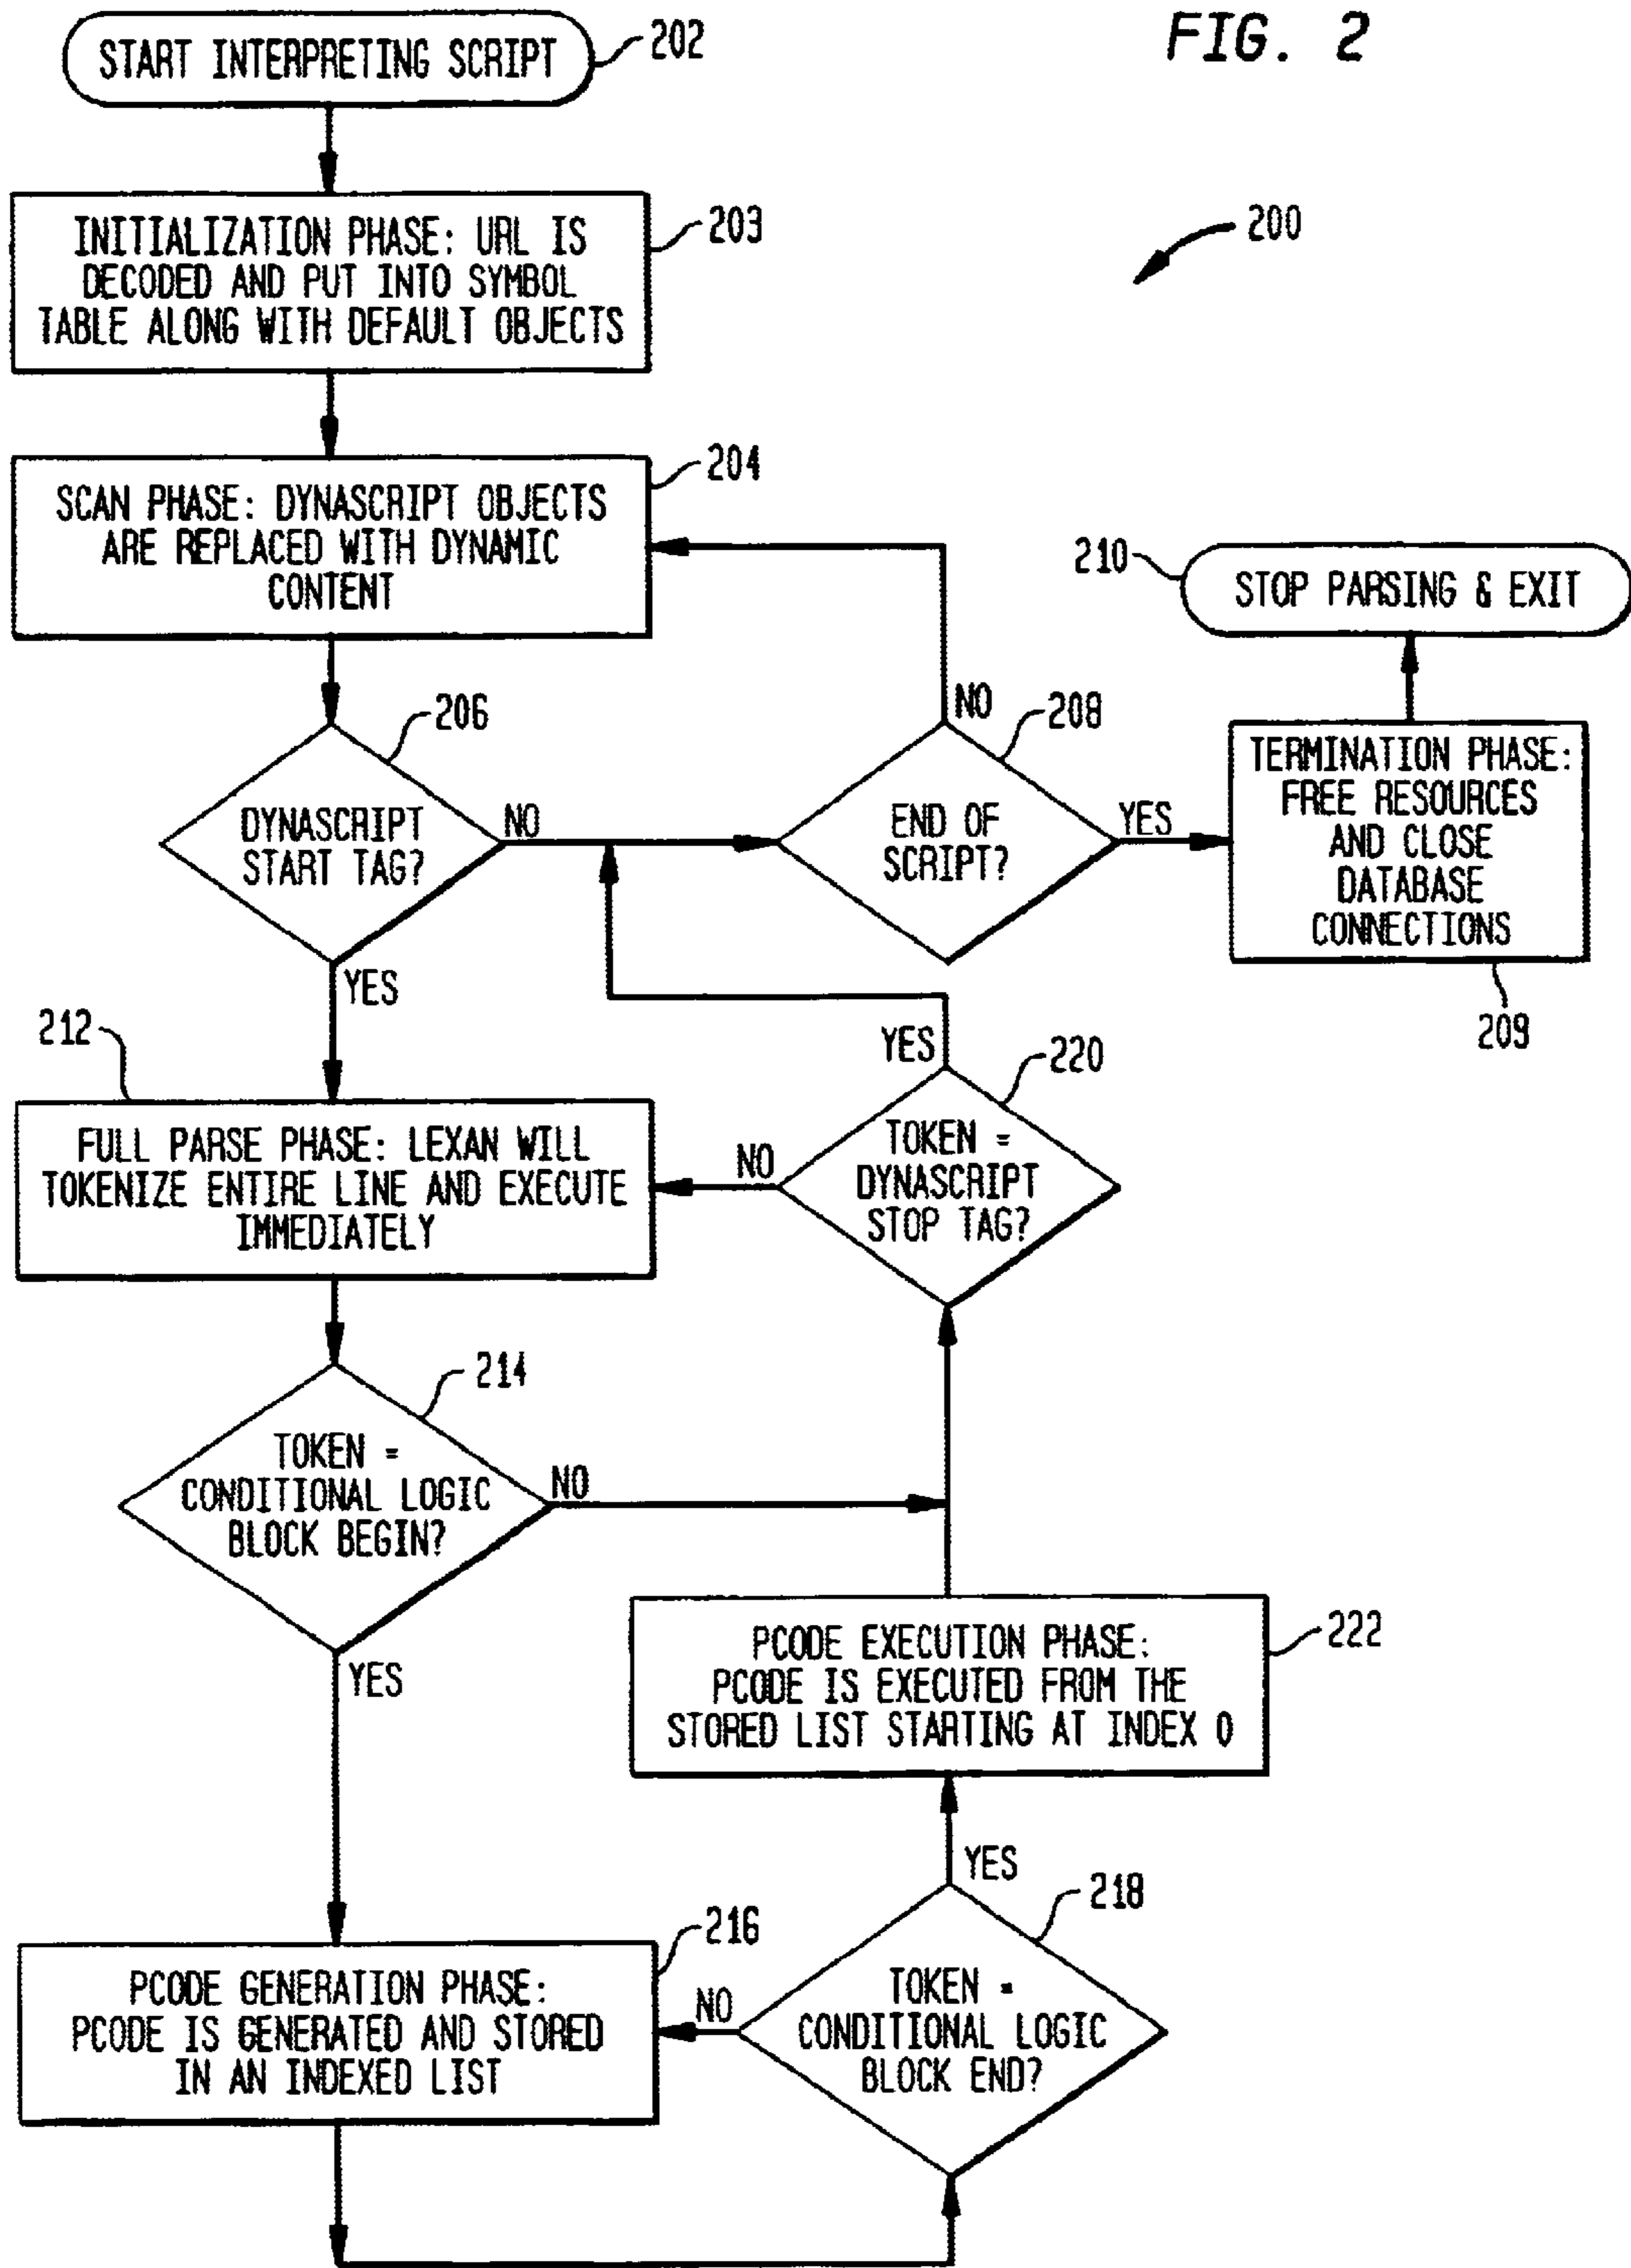 FIG. 2
START INTERPRETING SCRIPT
202
INITIALIZATION PHASE: URL IS
DECODED AND PUT INTO SYMBOL
TABLE ALONG WITH DEFAULT OBJECTS
203
200
SCAN PHASE: DYNASCRIPT OBJECTS
ARE REPLACED WITH DYNAMIC
CONTENT
204
210
STOP PARSING & EXIT
DYNASCRIPT
START TAG?
206
NO
YES
END OF
SCRIPT?
208
NO
YES
TERMINATION PHASE:
FREE RESOURCES
AND CLOSE
DATABASE
CONNECTIONS
209
212
FULL PARSE PHASE: LEXAN WILL
TOKENIZE ENTIRE LINE AND EXECUTE
IMMEDIATELY
YES
220
TOKEN =
DYNASCRIPT
STOP TAG?
NO
214
TOKEN =
CONDITIONAL LOGIC
BLOCK BEGIN?
NO
YES
PCODE EXECUTION PHASE:
PCODE IS EXECUTED FROM THE
STORED LIST STARTING AT INDEX 0
222
216
PCODE GENERATION PHASE:
PCODE IS GENERATED AND STORED
IN AN INDEXED LIST
YES
218
TOKEN =
CONDITIONAL LOGIC
BLOCK END?
NO